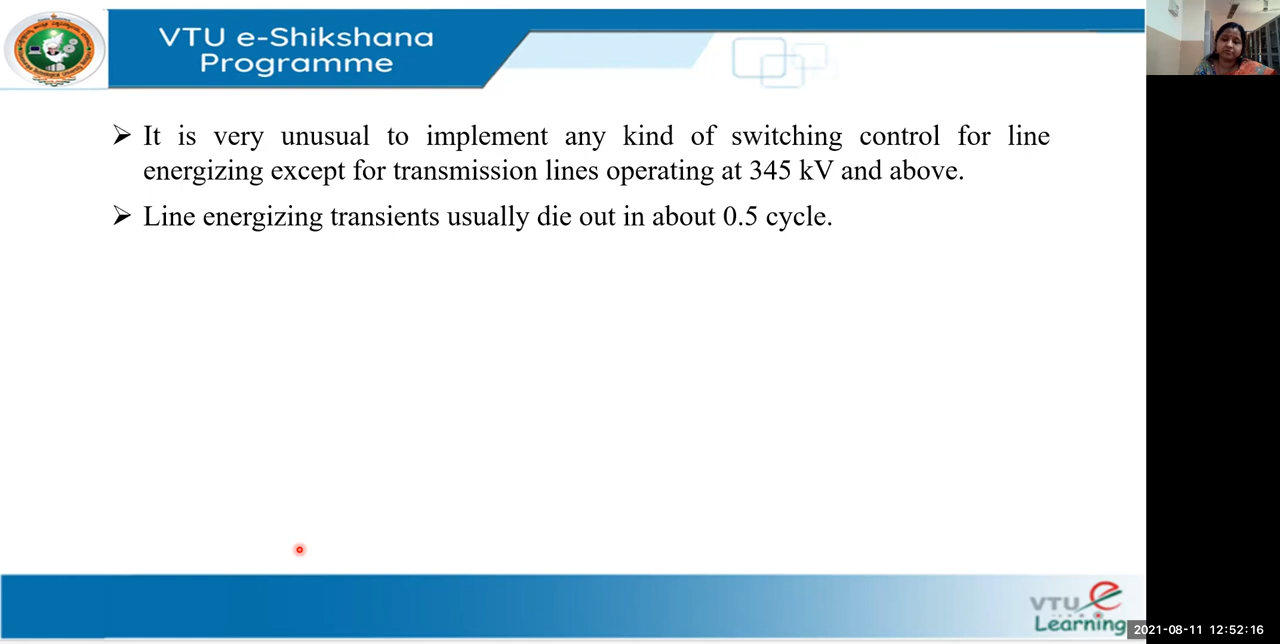 VTU e-Shikshana
Programme
➢ It is very unusual to implement any kind of switching control for line
energizing except for transmission lines operating at 345 kV and above.
➢ Line energizing transients usually die out in about 0.5 cycle.
VTU e
Learning
2021-08-11 12:52:16